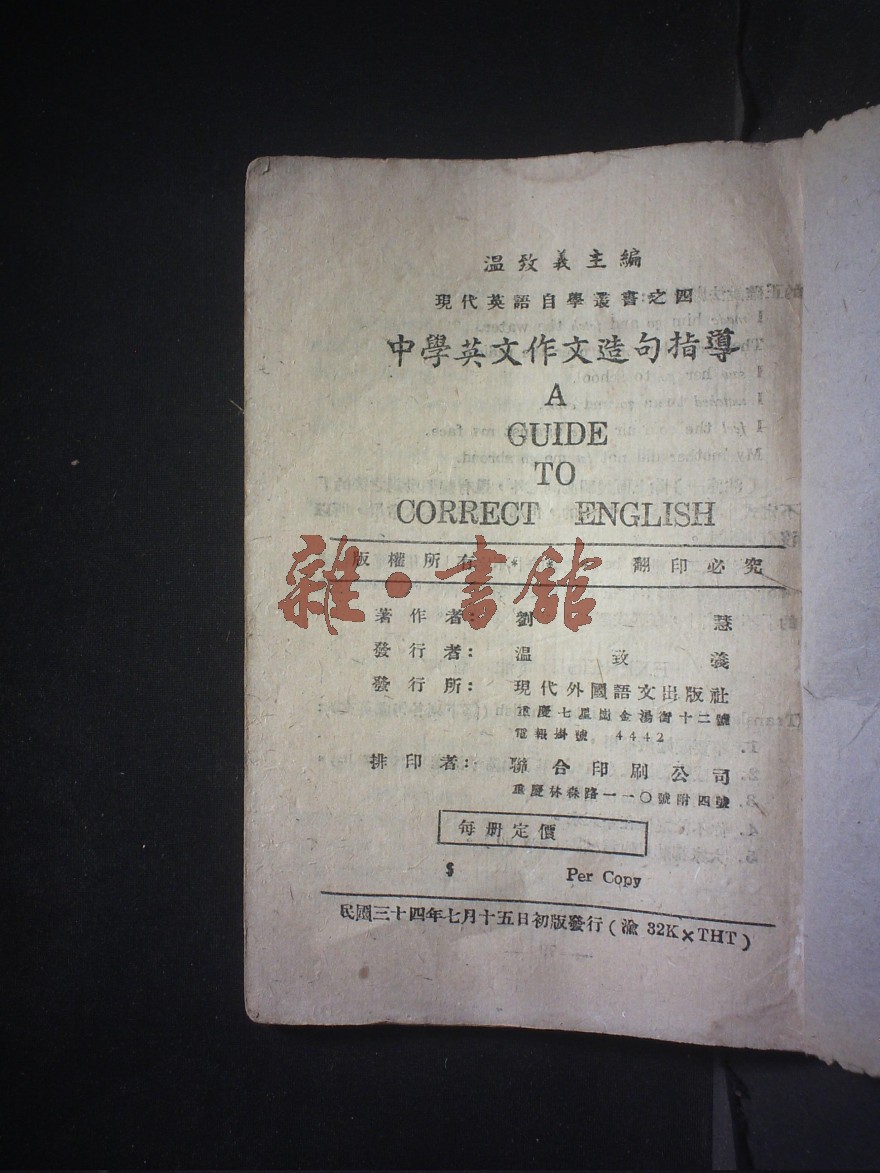 溫致義主編
現代英語自學叢書之四
中學英文作文造句指導
A
GUIDE
TO
CORRECT ENGLISH
版權所有 * * 翻印必究
雜·書館
著作者: 劉慧
發行者: 溫致義
發行所: 現代外國語文出版社
重慶七星崗金湯街十二號
電報掛號 4442
排印者: 聯合印刷公司
重慶林森路一一〇號附四號
每册定價
$ Per Copy
民國三十四年七月十五日初版發行(渝 32K×THT)